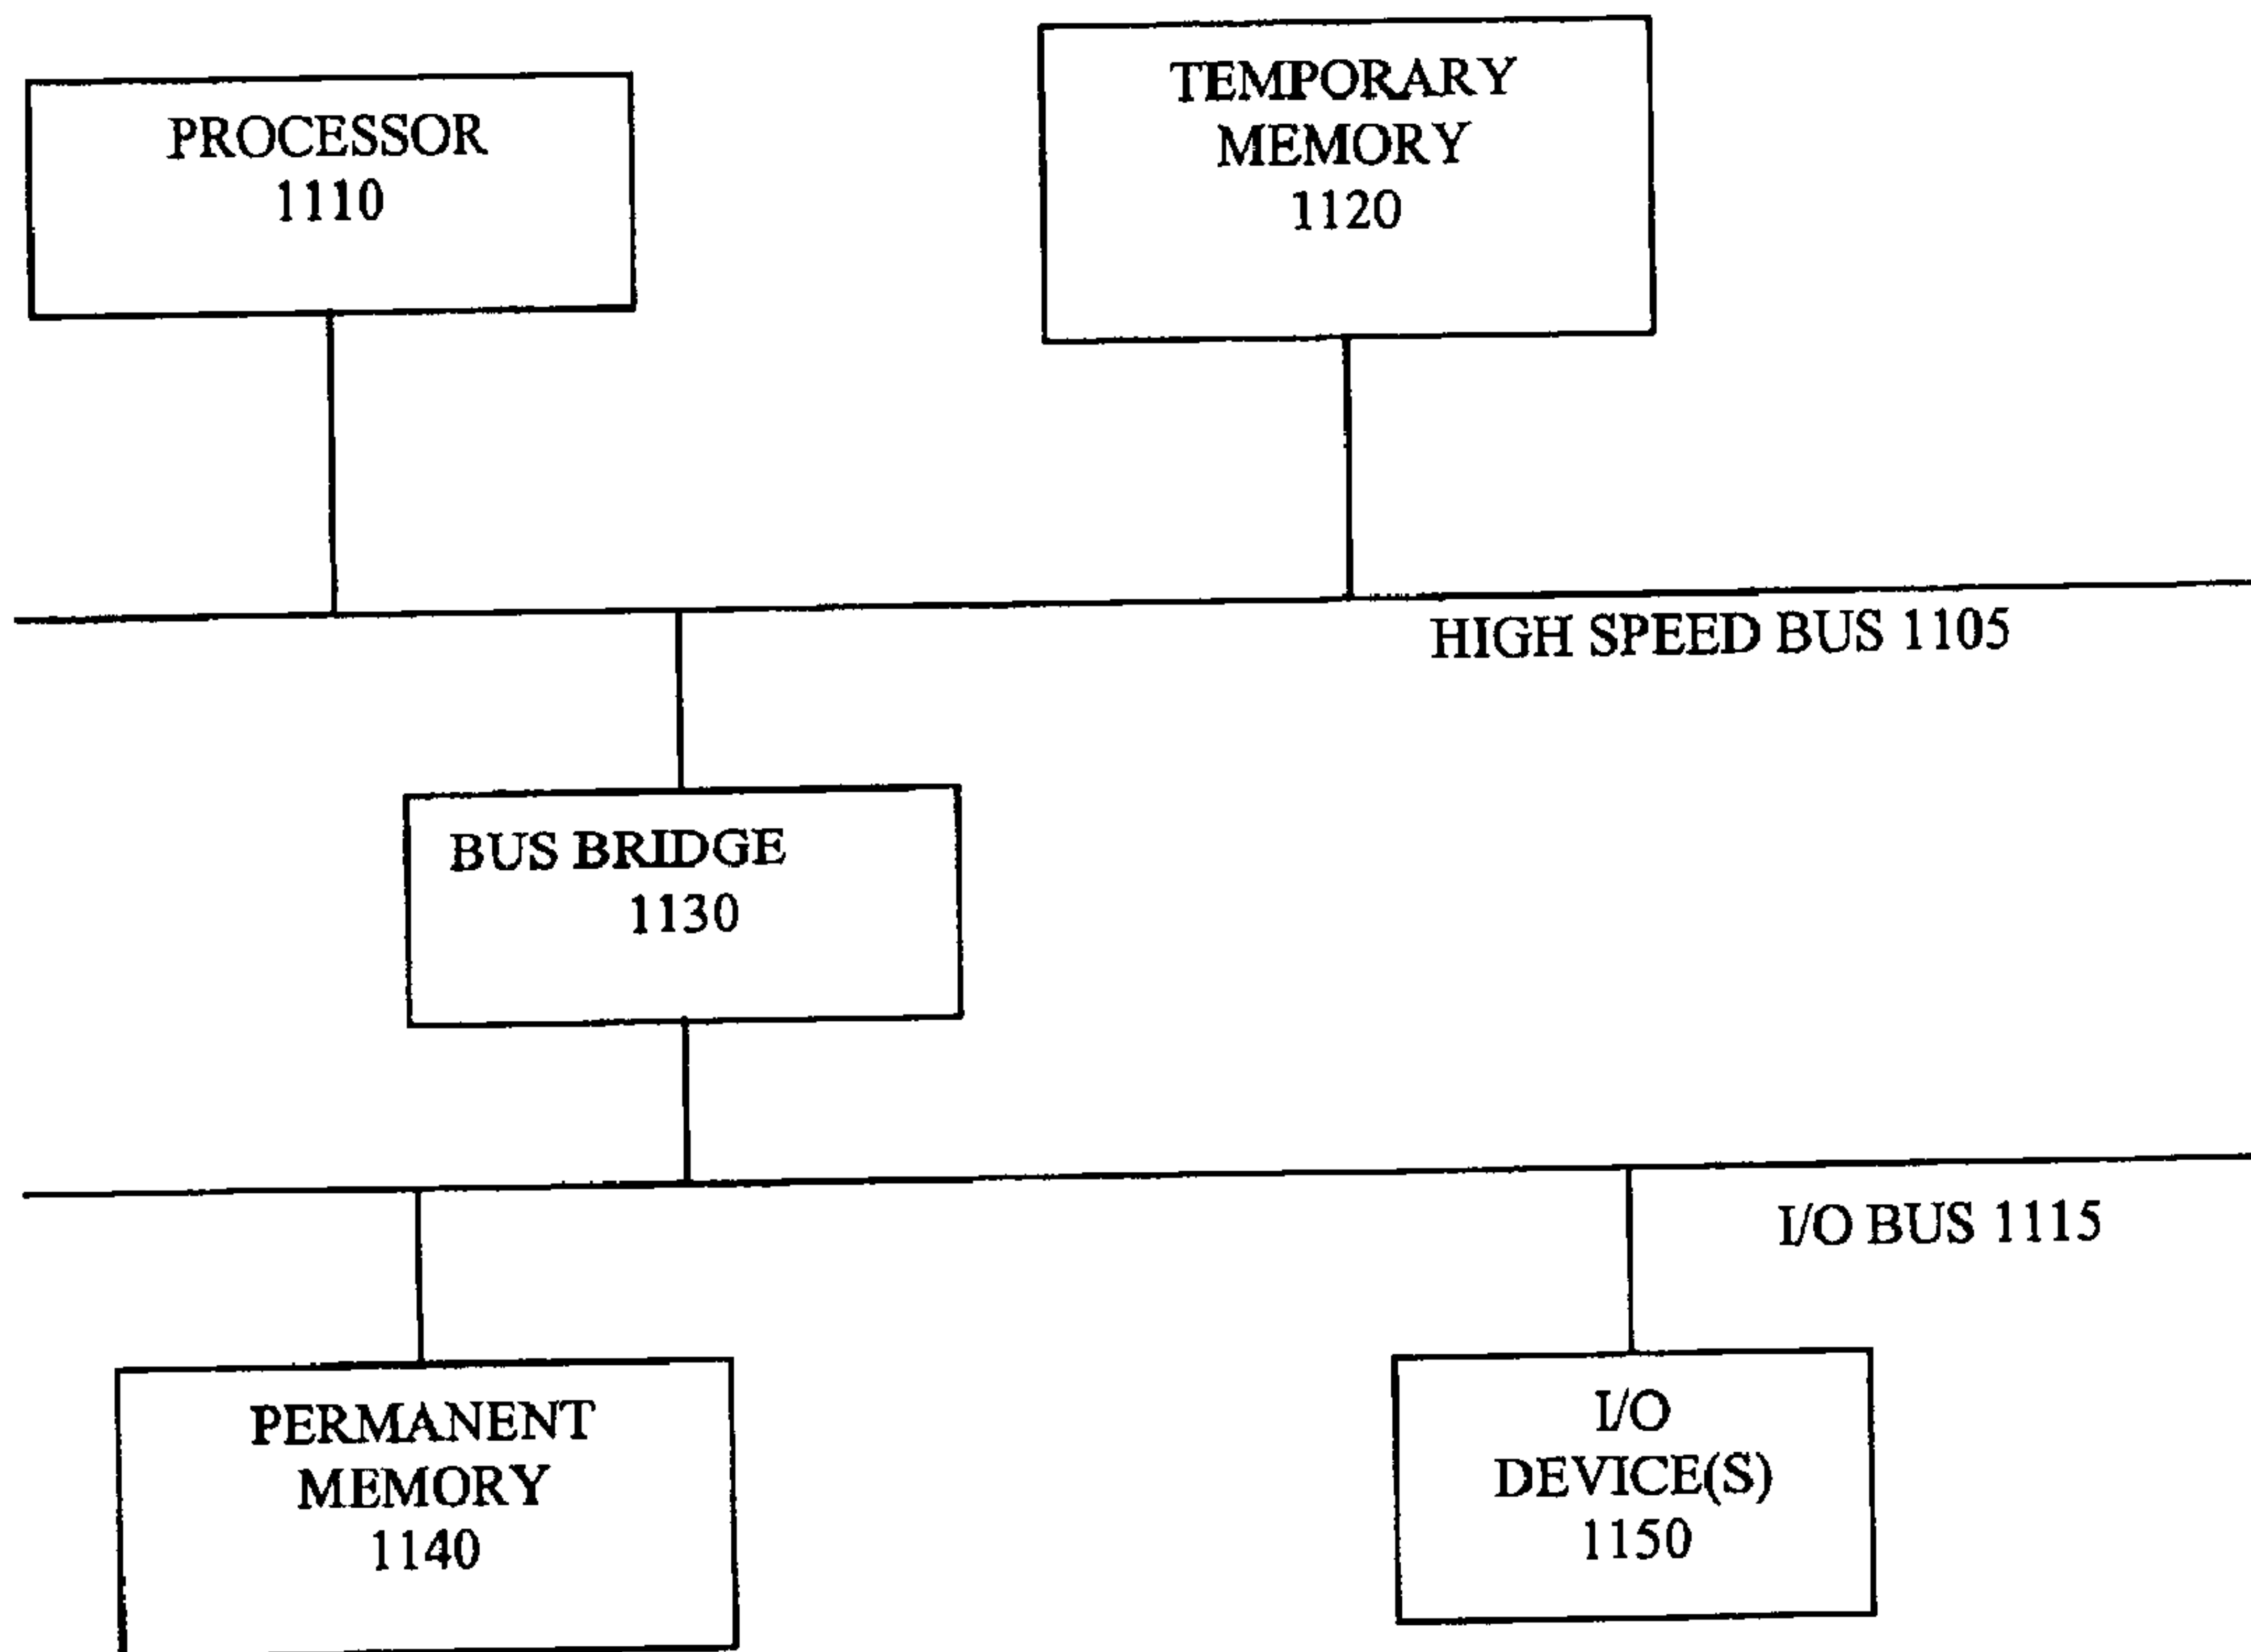 PROCESSOR
1110
TEMPORARY
MEMORY
1120
HIGH SPEED BUS 1105
BUS BRIDGE
1130
I/O BUS 1115
PERMANENT
MEMORY
1140
I/O
DEVICE(S)
1150